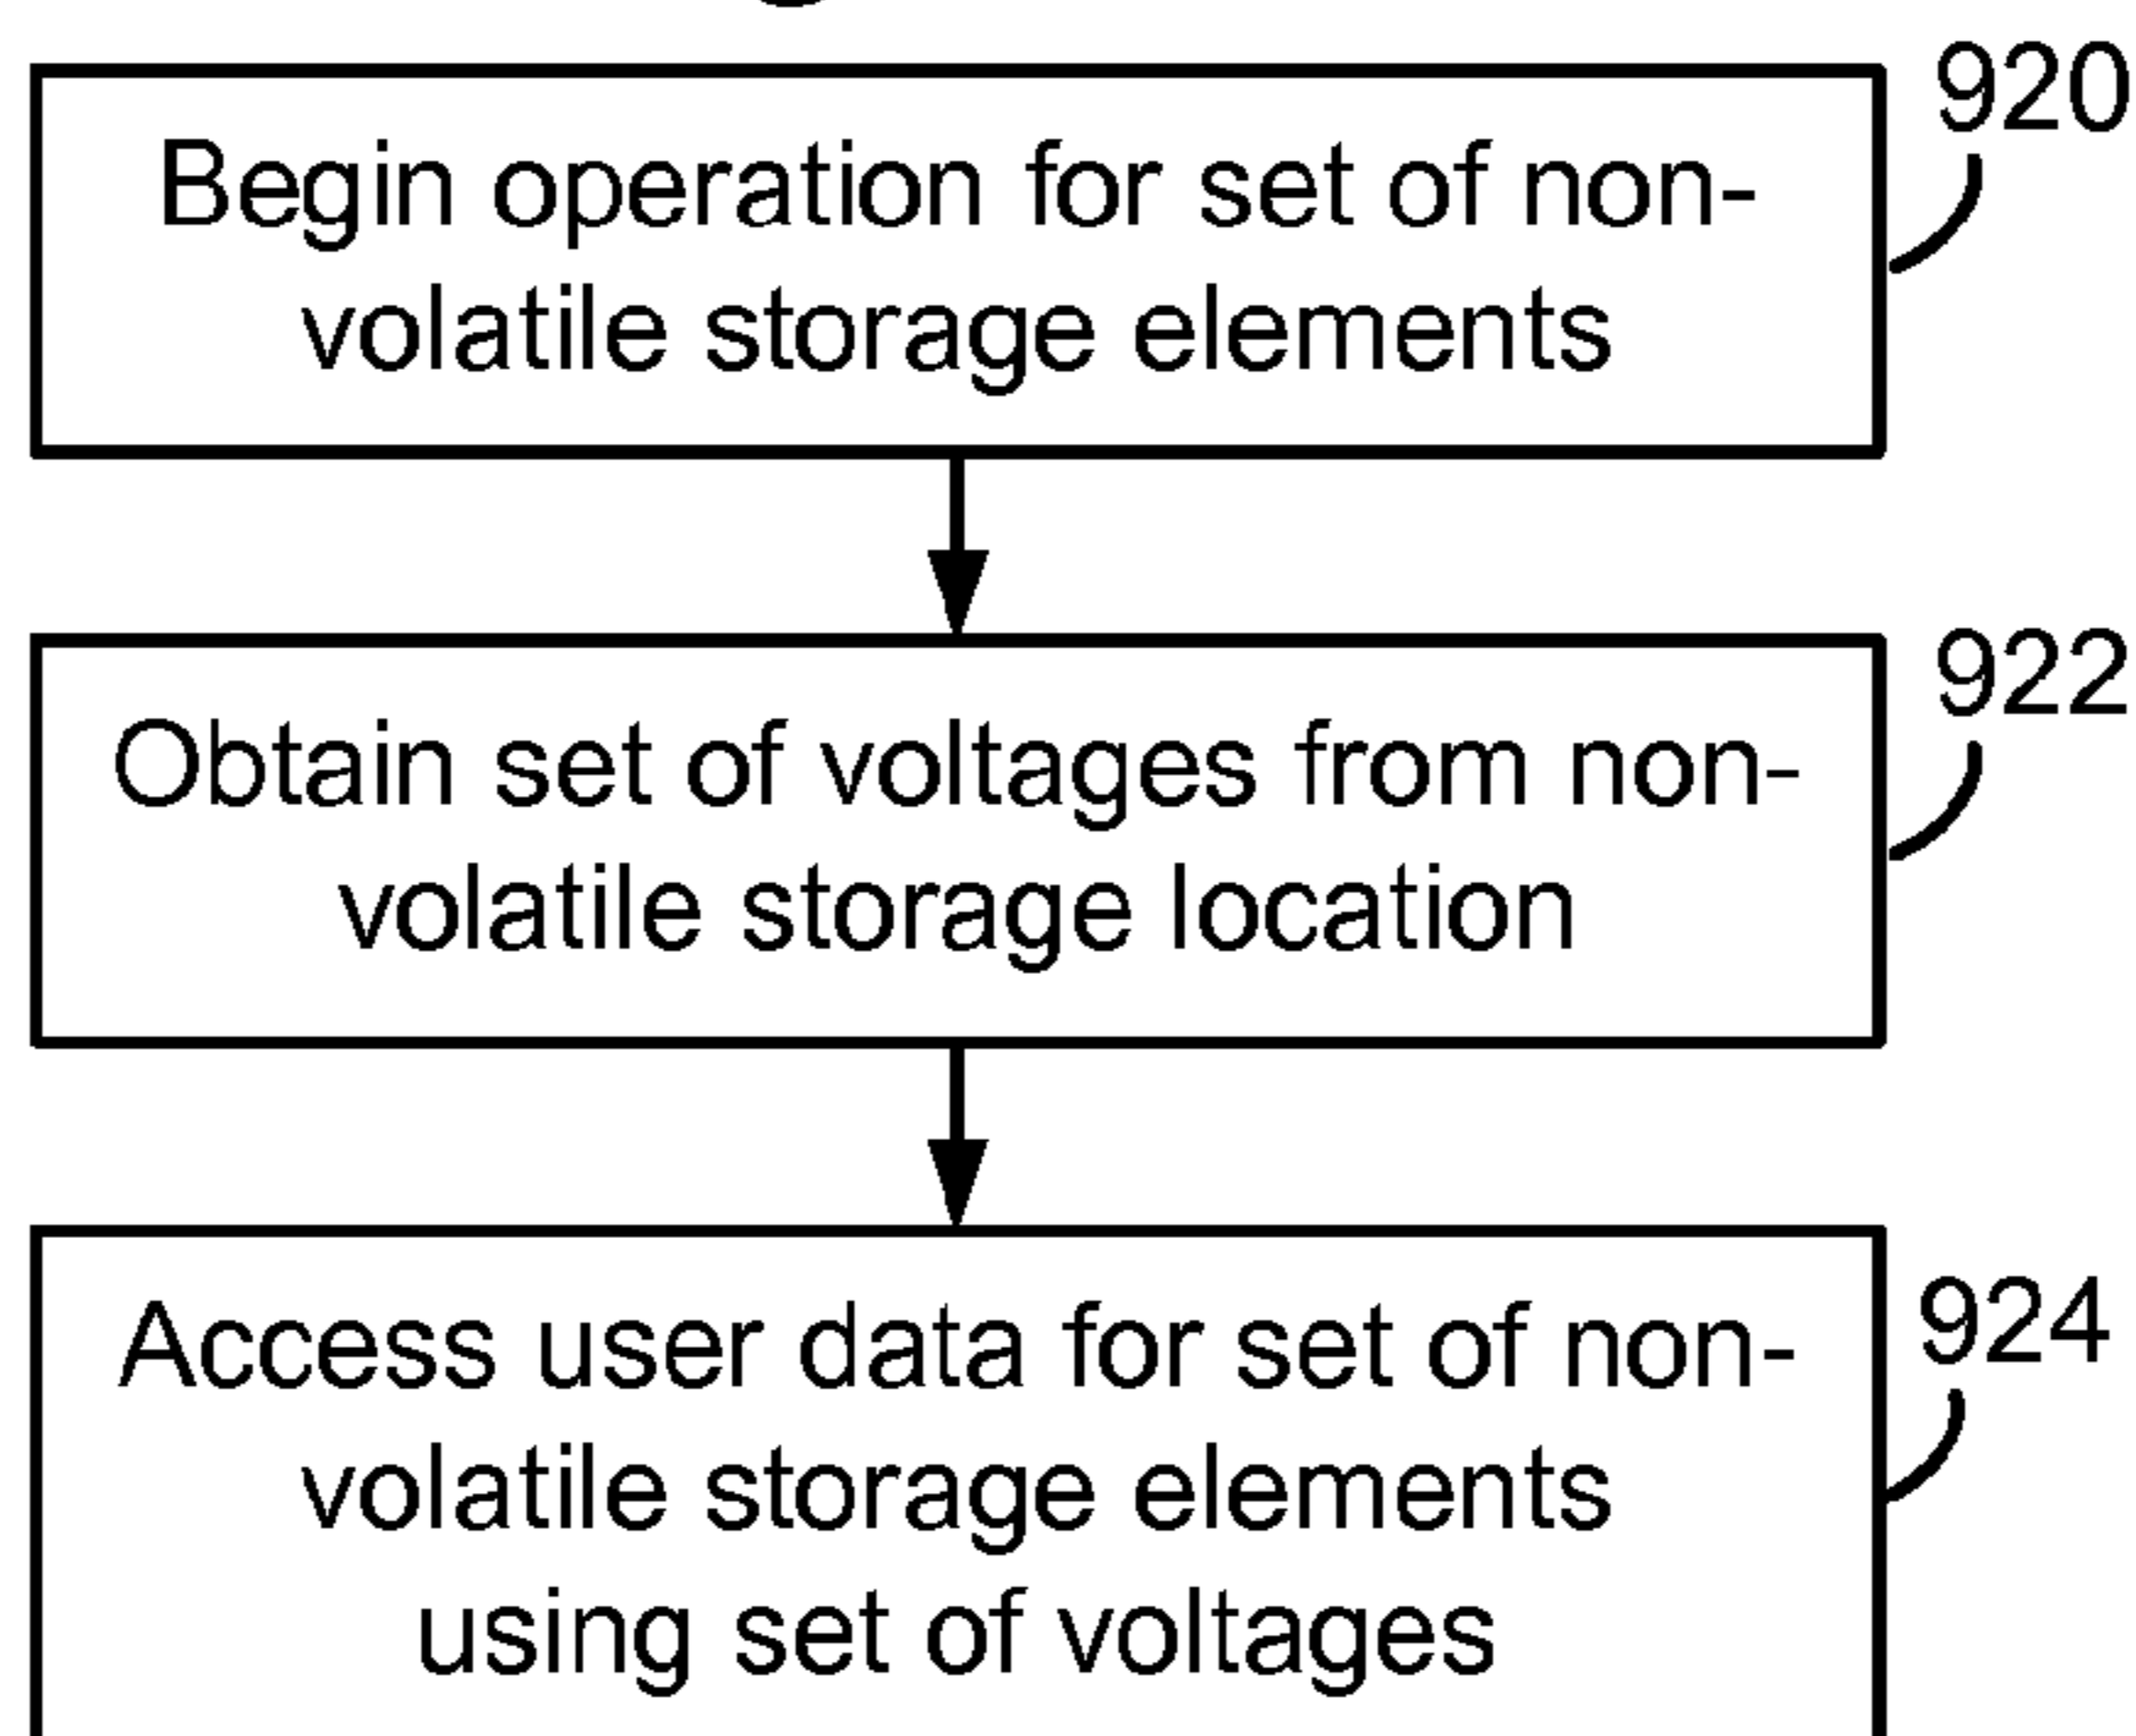 920
Begin operation for set of non-
volatile storage elements
922
Obtain set of voltages from non-
volatile storage location
924
Access user data for set of non-
volatile storage elements
using set of voltages